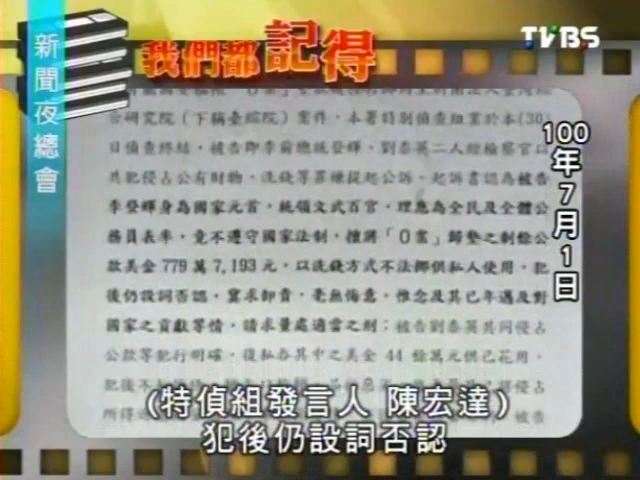 TVBS
新聞夜總會
我們都記得
100年7月1日
合研究院(下稱臺綜院)案件,本署特別偵查組業於本(30)
日偵查終結,被告即李前總統登輝、劉泰英二人經檢察官以
共犯侵占公有財物、洗錢等罪嫌提起公訴。起訴書認為被告
李登輝身為國家元首,統領文武百官,理應為全民及全體公
務員表率,竟不遵守國家法制,擅將「O案」歸墊之剩餘公
款美金779萬7,193元,以洗錢方式不法挪供私人使用,犯
後仍設詞否認,冀求卸責,毫無悔意,惟念及其已年邁及對
國家之貢獻等情,請求量處適當之刑;被告劉泰英共同侵占
公款等犯行明確,復私吞其中之美金44餘萬元供己花用,
犯後不
(特偵組發言人 陳宏達)
犯後仍設詞否認